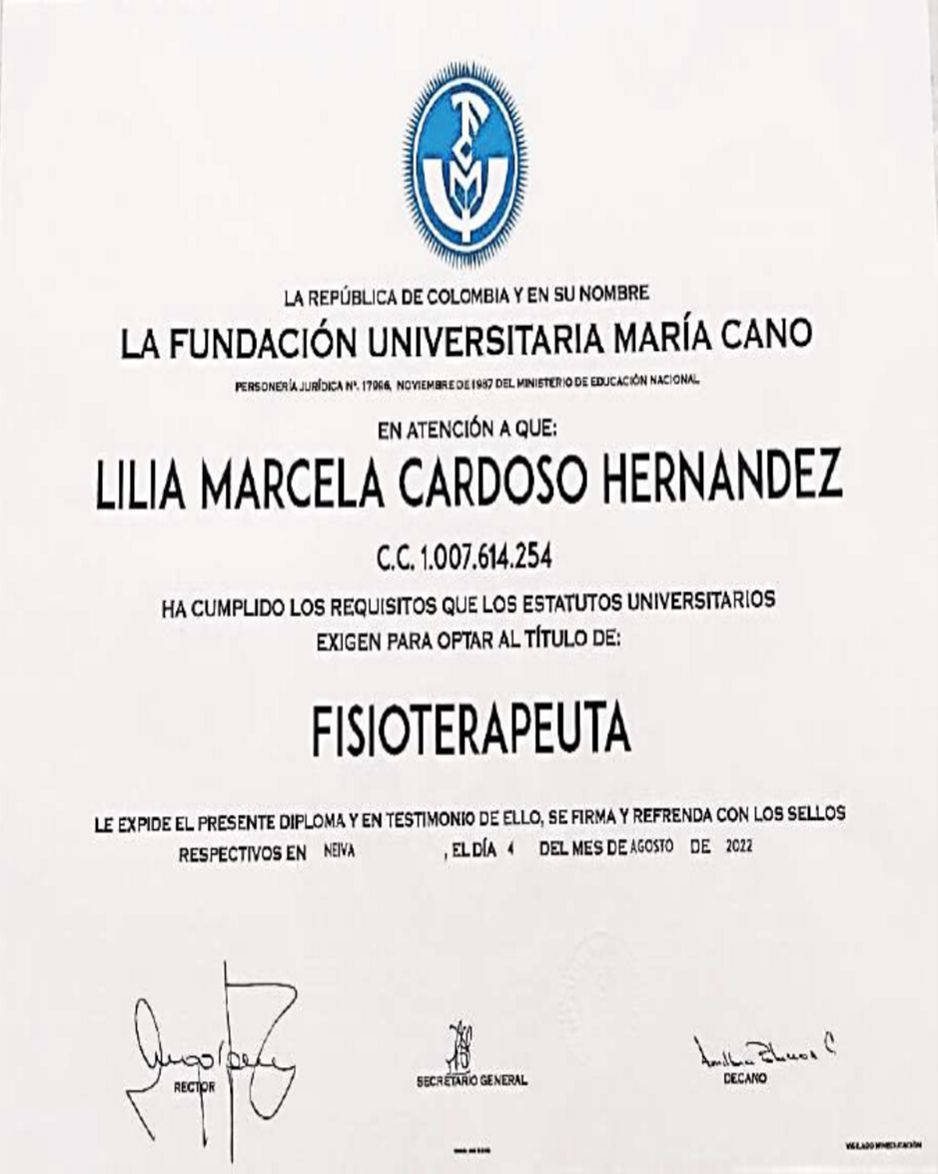 LA REPÚBLICA DE COLOMBIA Y EN SU NOMBRE
LA FUNDACIÓN UNIVERSITARIA MARÍA CANO
PERSONERÍA JURÍDICA Nº. 17996, NOVIEMBRE DE 1987 DEL MINISTERIO DE EDUCACIÓN NACIONAL
EN ATENCIÓN A QUE:
LILIA MARCELA CARDOSO HERNANDEZ
C.C. 1.007.614.254
HA CUMPLIDO LOS REQUISITOS QUE LOS ESTATUTOS UNIVERSITARIOS
EXIGEN PARA OPTAR AL TÍTULO DE:
FISIOTERAPEUTA
LE EXPIDE EL PRESENTE DIPLOMA Y EN TESTIMONIO DE ELLO, SE FIRMA Y REFRENDA CON LOS SELLOS
RESPECTIVOS EN NEIVA , EL DÍA 4 DEL MES DE AGOSTO DE 2022
RECTOR
SECRETARIO GENERAL
DECANO
VIGILADO MINEDUCACIÓN